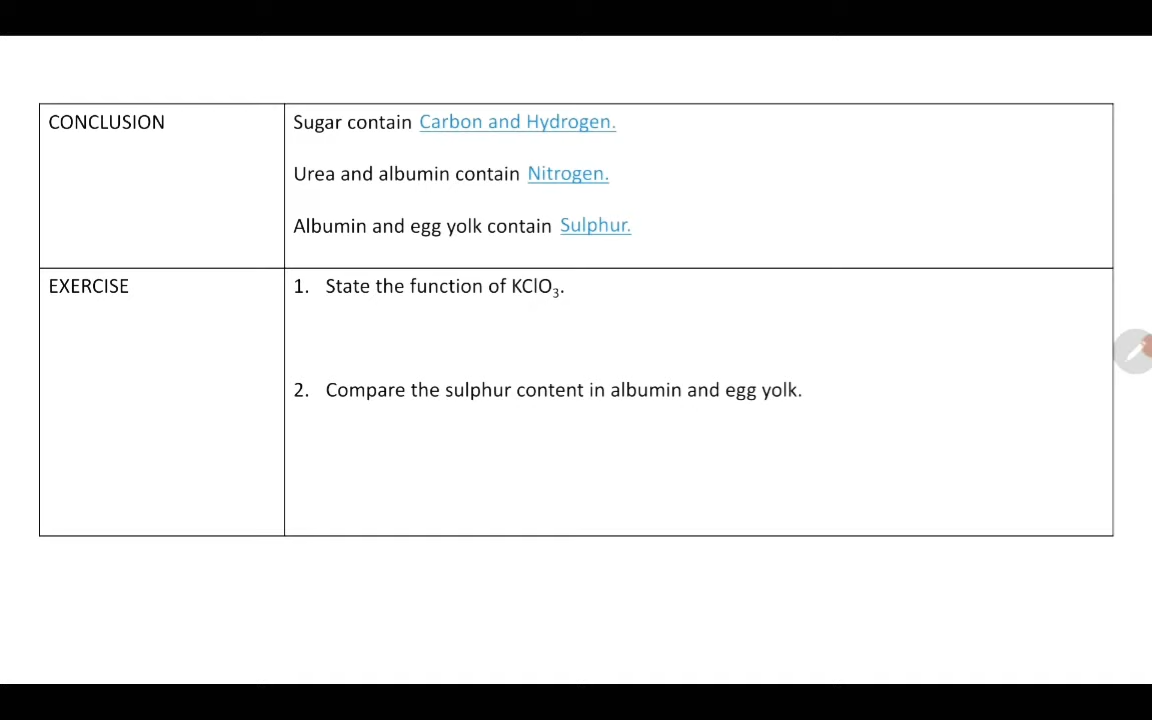 CONCLUSION
Sugar contain Carbon and Hydrogen.
Urea and albumin contain Nitrogen.
Albumin and egg yolk contain Sulphur.
EXERCISE
1. State the function of KClO₃.
2. Compare the sulphur content in albumin and egg yolk.